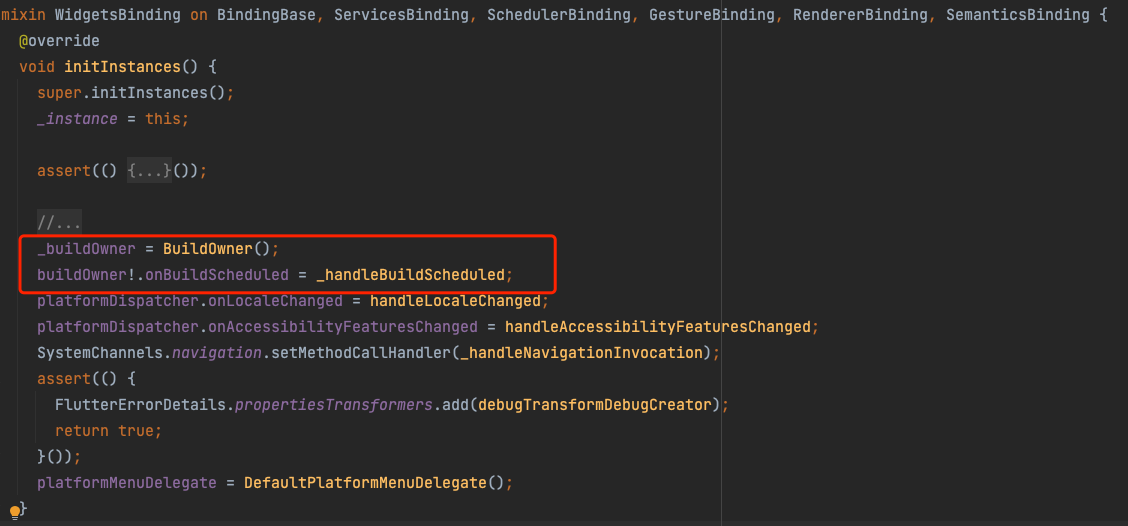 mixin WidgetsBinding on BindingBase, ServicesBinding, SchedulerBinding, GestureBinding, RendererBinding, SemanticsBinding {
@override
void initInstances() {
super.initInstances();
_instance = this;
assert(() {...}());
//...
_buildOwner = BuildOwner();
buildOwner!.onBuildScheduled = _handleBuildScheduled;
platformDispatcher.onLocaleChanged = handleLocaleChanged;
platformDispatcher.onAccessibilityFeaturesChanged = handleAccessibilityFeaturesChanged;
SystemChannels.navigation.setMethodCallHandler(_handleNavigationInvocation);
assert(() {
FlutterErrorDetails.propertiesTransformers.add(debugTransformDebugCreator);
return true;
}());
platformMenuDelegate = DefaultPlatformMenuDelegate();
}